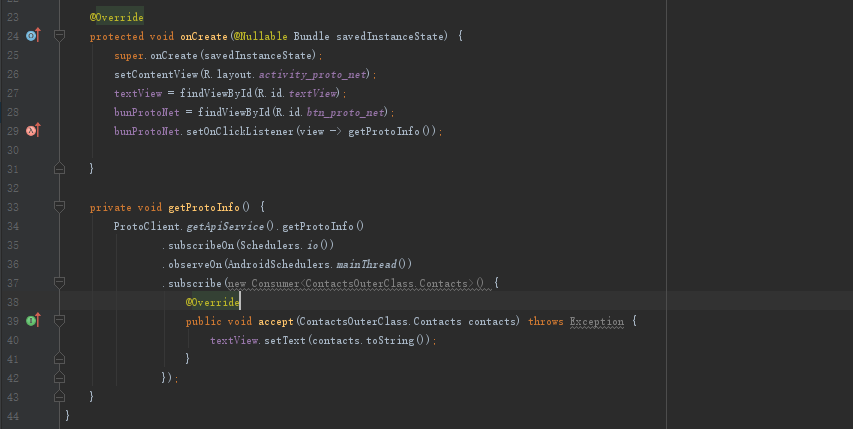 23 @Override
24 protected void onCreate(@Nullable Bundle savedInstanceState) {
25 super.onCreate(savedInstanceState);
26 setContentView(R.layout.activity_proto_net);
27 textView = findViewById(R.id.textView);
28 bunProtoNet = findViewById(R.id.btn_proto_net);
29 bunProtoNet.setOnClickListener(view -> getProtoInfo());
30
31 }
32
33 private void getProtoInfo() {
34 ProtoClient.getApiService().getProtoInfo()
35 .subscribeOn(Schedulers.io())
36 .observeOn(AndroidSchedulers.mainThread())
37 .subscribe(new Consumer<ContactsOuterClass.Contacts>() {
38 @Override
39 public void accept(ContactsOuterClass.Contacts contacts) throws Exception {
40 textView.setText(contacts.toString());
41 }
42 });
43 }
44 }